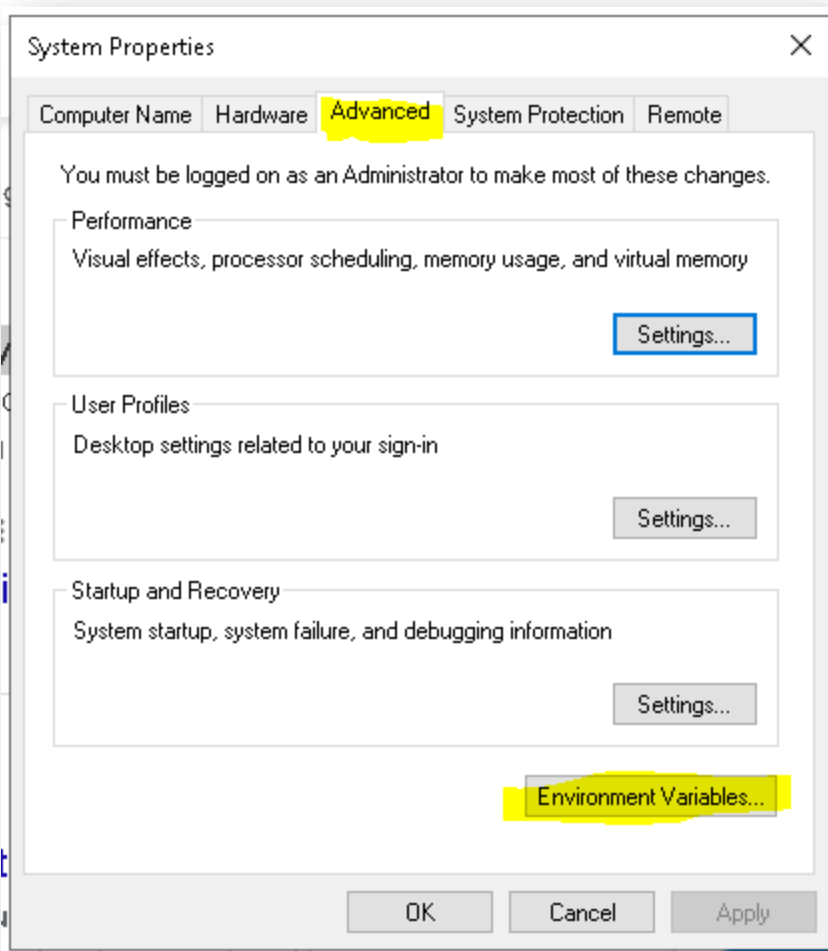 System Properties
Computer Name Hardware Advanced System Protection Remote
You must be logged on as an Administrator to make most of these changes.
Performance
Visual effects, processor scheduling, memory usage, and virtual memory
Settings...
User Profiles
Desktop settings related to your sign-in
Settings...
Startup and Recovery
System startup, system failure, and debugging information
Settings...
Environment Variables...
OK Cancel Apply